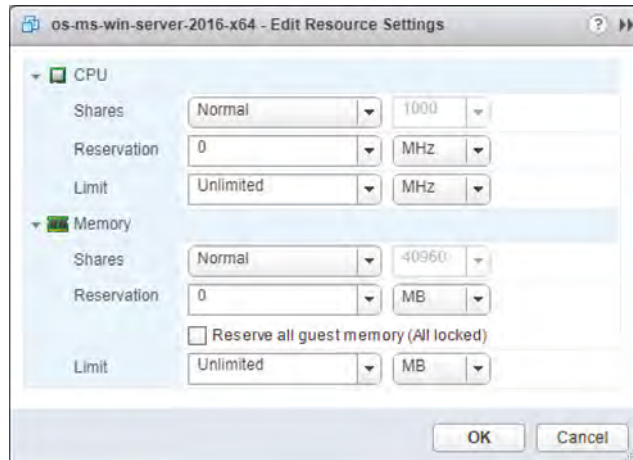 os-ms-win-server-2016-x64 - Edit Resource Settings ?
CPU
Shares Normal 1000
Reservation 0 MHz
Limit Unlimited MHz
Memory
Shares Normal 40960
Reservation 0 MB
Reserve all guest memory (All locked)
Limit Unlimited MB
OK Cancel